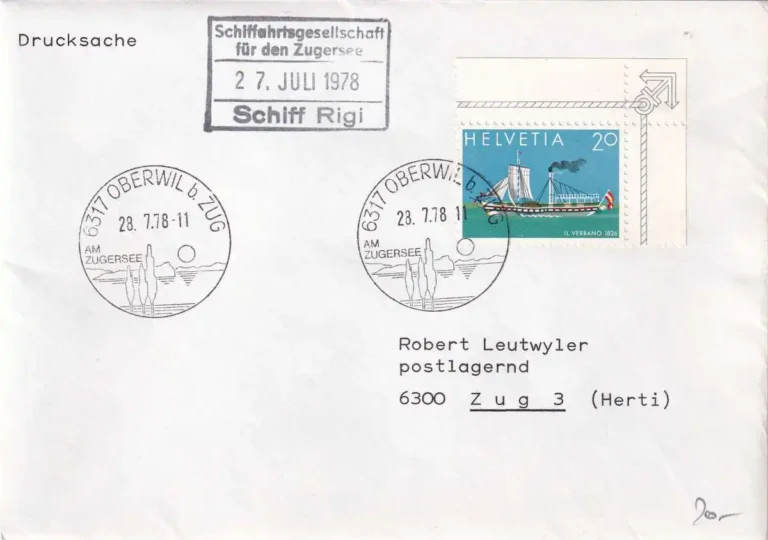 Drucksache
Schiffahrtsgesellschaft
für den Zugersee
27. JULI 1978
Schiff Rigi
HELVETIA 20
IL VERBANO 1826
6317 OBERWIL b. ZUG
28. 7.78-11
AM
ZUGERSEE
6317 OBERWIL b. ZUG
28. 7.78 11
AM
ZUGERSEE
Robert Leutwyler
postlagernd
6300 Zug 3 (Herti)